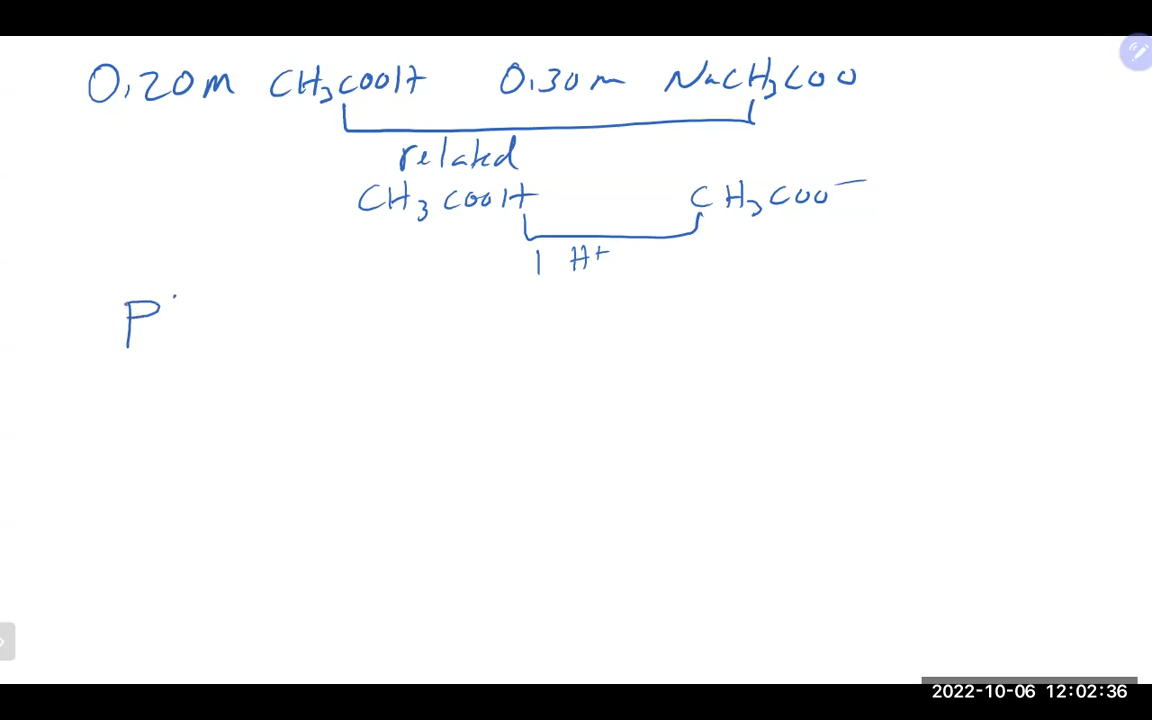 0.20m CH₃COOH 0.30m NaCH₃COO
related
CH₃COOH CH₃COO⁻
1 H+
P
2022-10-06 12:02:36